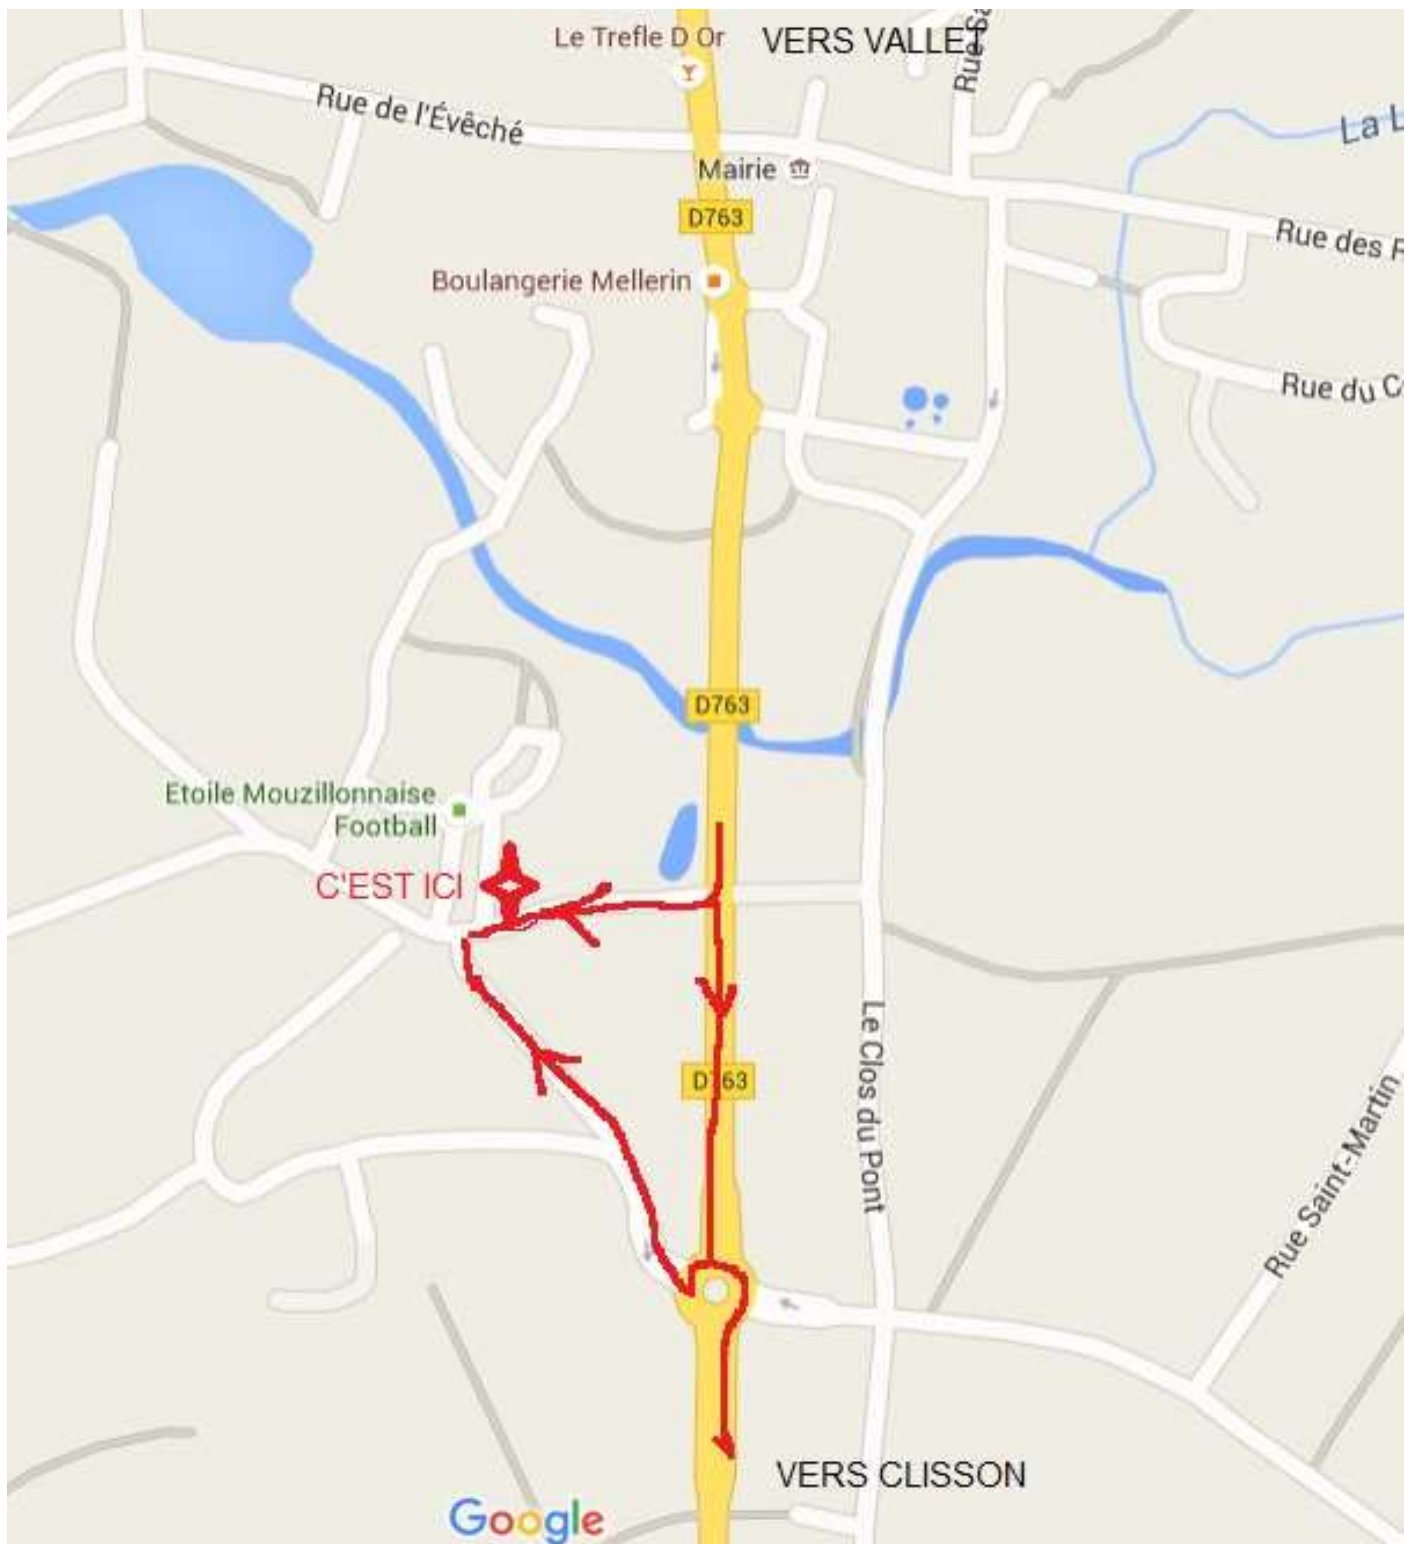 Le Trefle D Or
VERS VALLET
Rue de l'Évêché
La L
Mairie
D763
Rue des
Boulangerie Mellerin
Rue du
D763
Etoile Mouzillonnaise
Football
C'EST ICI
Le Clos du Pont
D763
Rue Saint-Martin
VERS CLISSON
Google